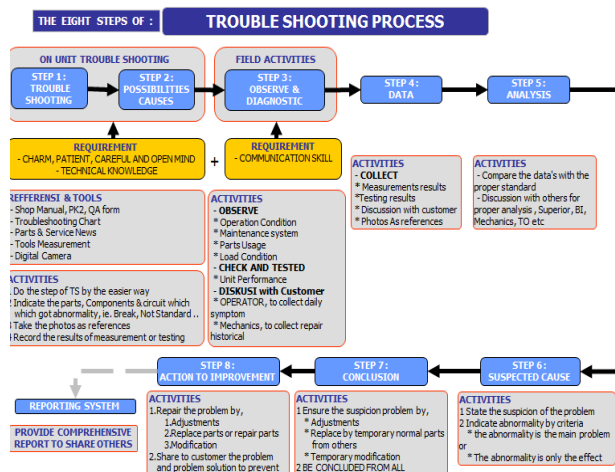 THE EIGHT STEPS OF :
TROUBLE SHOOTING PROCESS
ON UNIT TROUBLE SHOOTING
FIELD ACTIVITIES
STEP 1:
TROUBLE
SHOOTING
STEP 2:
POSSIBILITIES
CAUSES
STEP 3:
OBSERVE &
DIAGNOSTIC
STEP 4:
DATA
STEP 5:
ANALYSIS
REQUIREMENT
- CHARM, PATIENT, CAREFUL AND OPEN MIND
- TECHNICAL KNOWLEDGE
+
REQUIREMENT
- COMMUNICATION SKILL
REFFERENSI & TOOLS
- Shop Manual, PK2, QA form
- Troubleshooting Chart
- Parts & Service News
- Tools Measurement
- Digital Camera
ACTIVITIES
1 Do the step of TS by the easier way
2 Indicate the parts, Components & circuit which
which got abnormality, ie. Break, Not Standard ..
3 Take the photos as references
4 Record the results of measurement or testing
ACTIVITIES
- OBSERVE
* Operation Condition
* Maintenance system
* Parts Usage
* Load Condition
- CHECK AND TESTED
* Unit Performance
- DISKUSI with Customer
* OPERATOR, to collect daily
symptom
* Mechanics, to collect repair
historical
ACTIVITIES
- COLLECT
* Measurements results
*Testing results
* Discussion with customer
* Photos As references
ACTIVITIES
- Compare the data's with the
proper standard
- Discussion with others for
proper analysis , Superior, BI,
Mechanics, TO etc
STEP 8:
ACTION TO IMPROVEMENT
STEP 7:
CONCLUSION
STEP 6:
SUSPECTED CAUSE
REPORTING SYSTEM
PROVIDE COMPREHENSIVE
REPORT TO SHARE OTHERS
ACTIVITIES
1.Repair the problem by,
1.Adjustments
2.Replace parts or repair parts
3.Modification
2.Share to customer the problem
and problem solution to prevent
ACTIVITIES
1 Ensure the suspicion problem by,
* Adjustments
* Replace by temporary normal parts
from others
* Temporary modification
2 BE CONCLUDED FROM ALL
ACTIVITIES
1 State the suspicion of the problem
2 Indicate abnormality by criteria
* the abnormality is the main problem
or
* The abnormality is only the effect